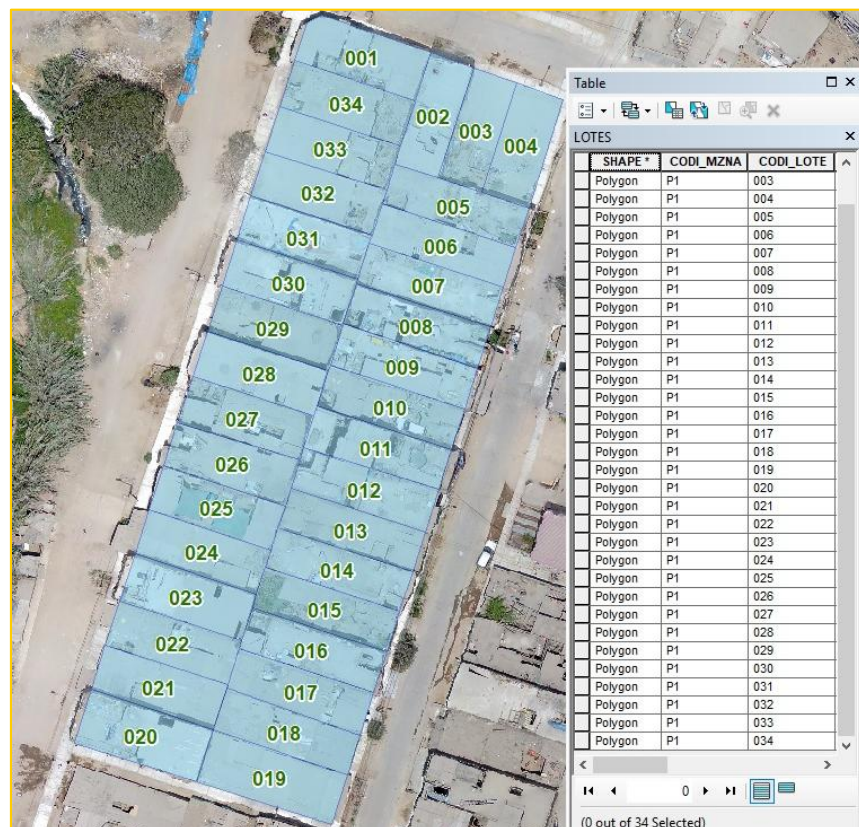 001
034
002
003
033
004
032
005
031
006
030
007
029
008
028
009
027
010
026
011
025
012
024
013
023
014
022
015
021
016
020
017
018
019
Table
LOTES
SHAPE * CODI_MZNA CODI_LOTE
Polygon P1 003
Polygon P1 004
Polygon P1 005
Polygon P1 006
Polygon P1 007
Polygon P1 008
Polygon P1 009
Polygon P1 010
Polygon P1 011
Polygon P1 012
Polygon P1 013
Polygon P1 014
Polygon P1 015
Polygon P1 016
Polygon P1 017
Polygon P1 018
Polygon P1 019
Polygon P1 020
Polygon P1 021
Polygon P1 022
Polygon P1 023
Polygon P1 024
Polygon P1 025
Polygon P1 026
Polygon P1 027
Polygon P1 028
Polygon P1 029
Polygon P1 030
Polygon P1 031
Polygon P1 032
Polygon P1 033
Polygon P1 034
0
(0 out of 34 Selected)